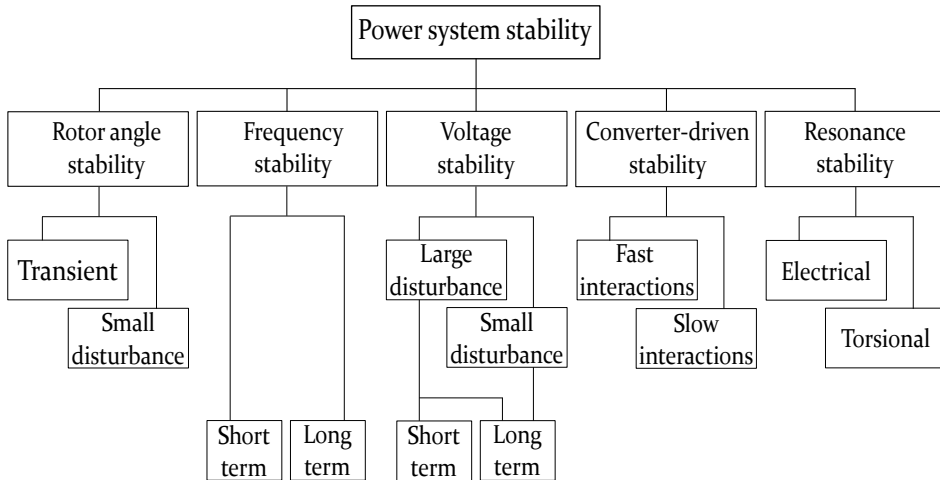 Power system stability
Rotor angle
stability
Frequency
stability
Voltage
stability
Converter-driven
stability
Resonance
stability
Transient
Small
disturbance
Large
disturbance
Small
disturbance
Fast
interactions
Slow
interactions
Electrical
Torsional
Short
term
Long
term
Short
term
Long
term